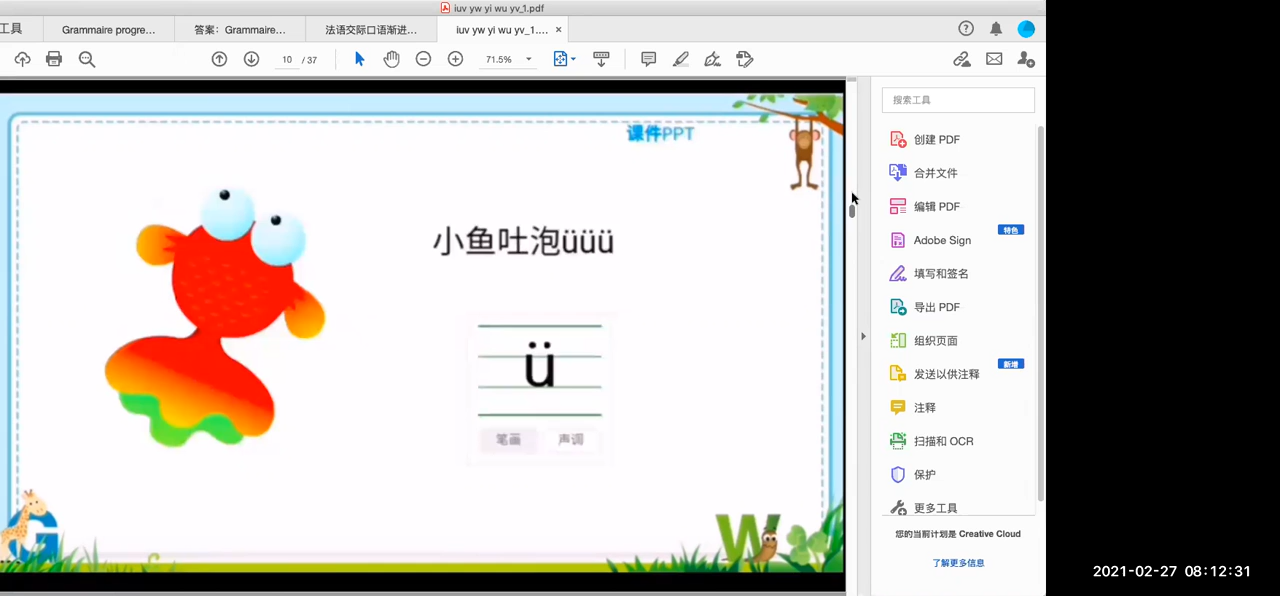 iuv yw yi wu yv_1.pdf
工具
Grammaire progre...
答案：Grammaire...
法语交际口语渐进...
iuv yw yi wu yv_1....
10 / 37
71.5%
课件PPT
小鱼吐泡üüü
ü
笔画 声调
G
W
搜索工具
创建 PDF
合并文件
编辑 PDF
Adobe Sign
特色
填写和签名
导出 PDF
组织页面
发送以供注释
新增
注释
扫描和 OCR
保护
更多工具
您的当前计划是 Creative Cloud
了解更多信息
2021-02-27 08:12:31